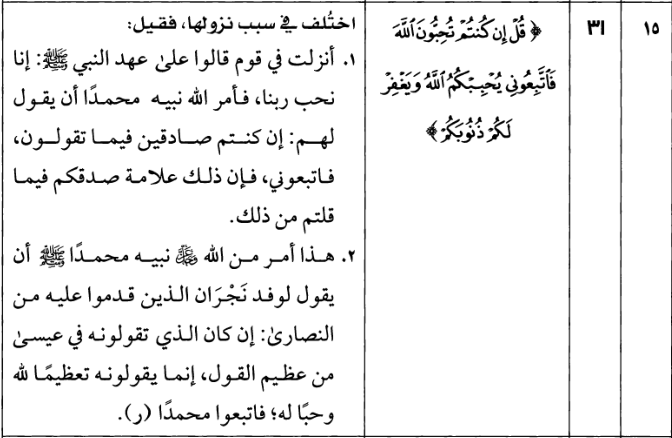 ١٥
٣١
﴿ قُلْ إِن كُنتُمْ تُحِبُّونَ ٱللَّهَ
فَٱتَّبِعُونِي يُحْبِبْكُمُ ٱللَّهُ وَيَغْفِرْ
لَكُمْ ذُنُوبَكُمْ ﴾
اختُلف في سبب نزولها، فقيل:
١. أنزلت في قوم قالوا علىٰ عهد النبي ﷺ: إنا
نحب ربنا، فأمر الله نبيه محمدًا أن يقول
لهم: إن كنتم صادقين فيما تقولون،
فاتبعوني، فإن ذلك علامة صدقكم فيما
قلتم من ذلك.
٢. هذا أمر من الله ﷻ نبيه محمدًا ﷺ أن
يقول لوفد نَجْرَان الذين قدموا عليه من
النصارىٰ: إن كان الذي تقولونه في عيسىٰ
من عظيم القول، إنما يقولونه تعظيمًا لله
وحبًا له؛ فاتبعوا محمدًا (ر).